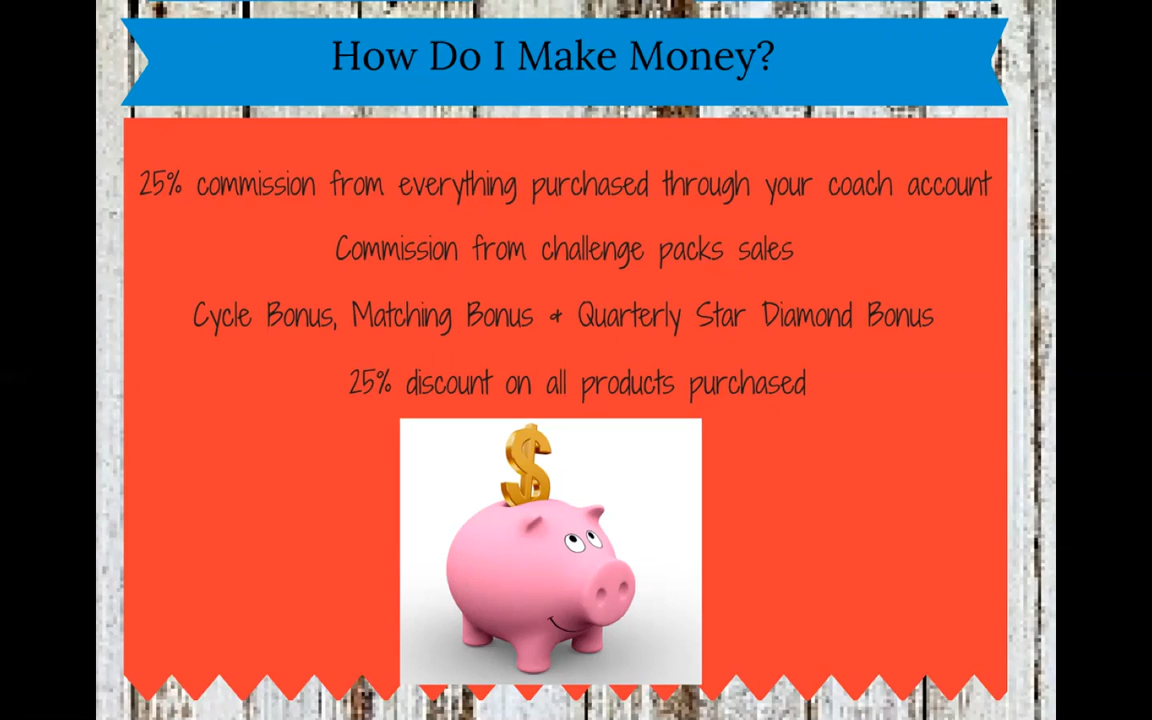 How Do I Make Money?
25% commission from everything purchased through your coach account
Commission from challenge packs sales
Cycle Bonus, Matching Bonus & Quarterly Star Diamond Bonus
25% discount on all products purchased
$